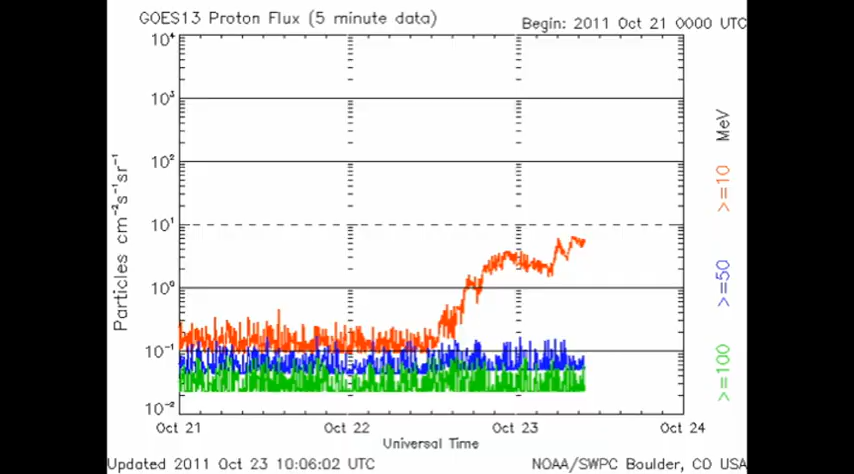 GOES13 Proton Flux (5 minute data)
Begin: 2011 Oct 21 0000 UTC
10⁴
10³
10²
10¹
10⁰
10⁻¹
10⁻²
Particles cm⁻²s⁻¹sr⁻¹
Oct 21
Oct 22
Oct 23
Oct 24
Universal Time
MeV
>=10
>=50
>=100
Updated 2011 Oct 23 10:06:02 UTC
NOAA/SWPC Boulder, CO USA